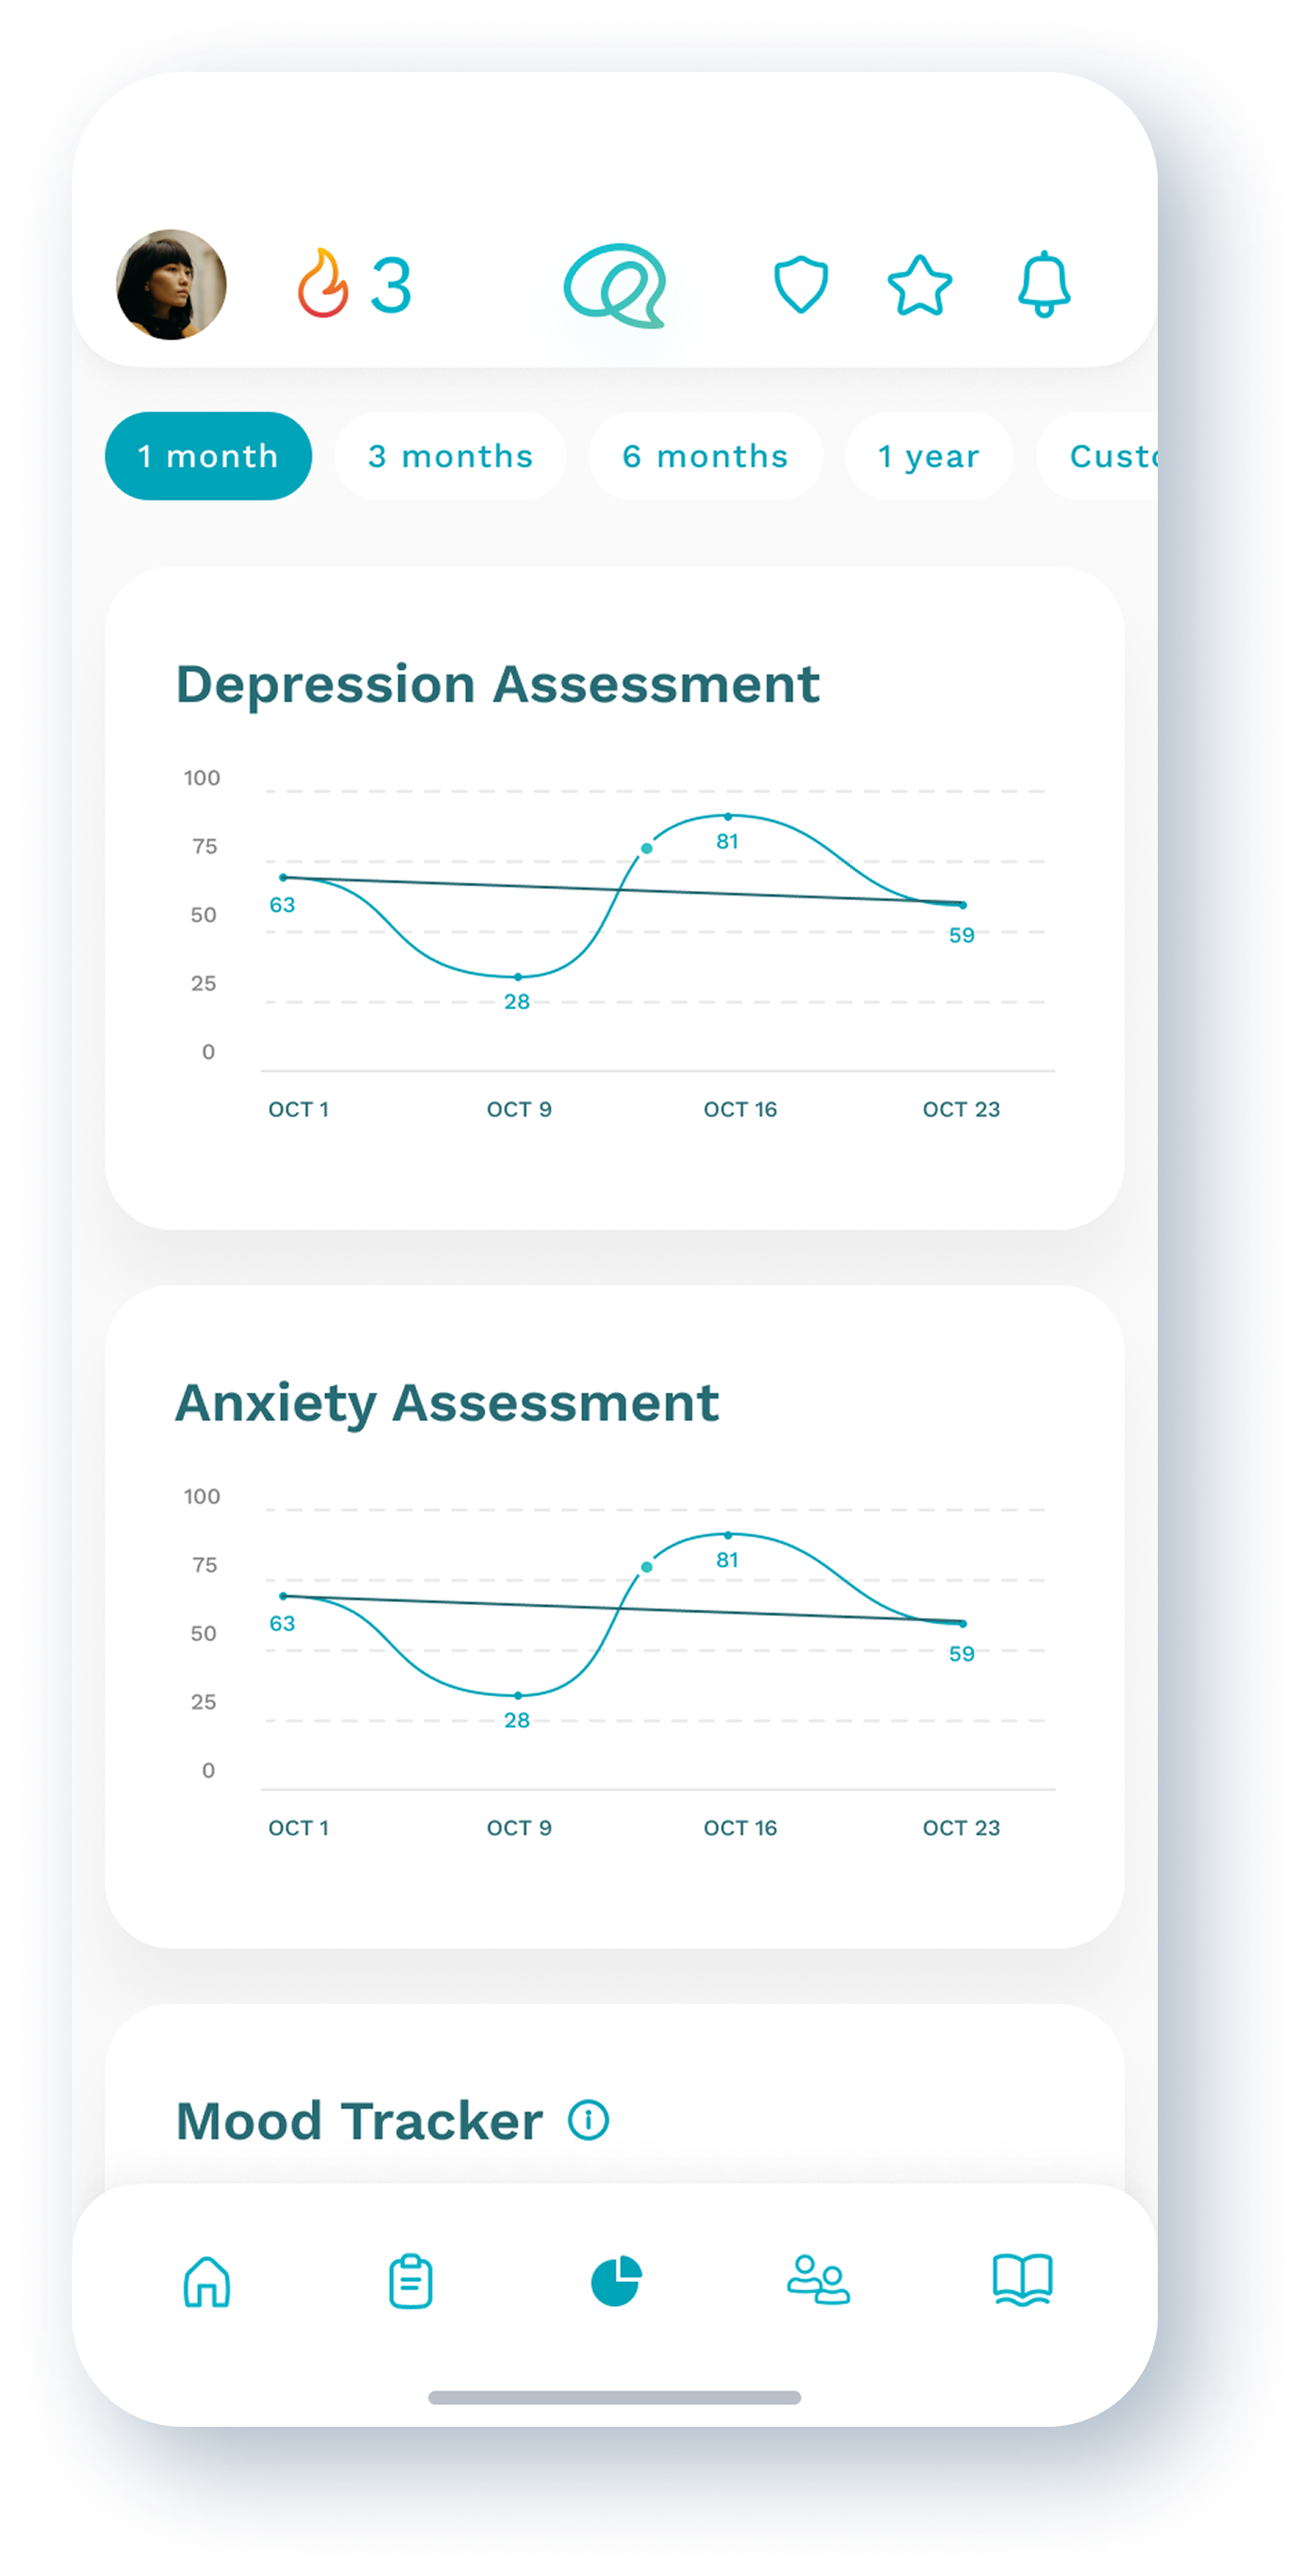 3
1 month
3 months
6 months
1 year
Custo
Depression Assessment
100
75
50
25
0
63
28
81
59
OCT 1
OCT 9
OCT 16
OCT 23
Anxiety Assessment
100
75
50
25
0
63
28
81
59
OCT 1
OCT 9
OCT 16
OCT 23
Mood Tracker